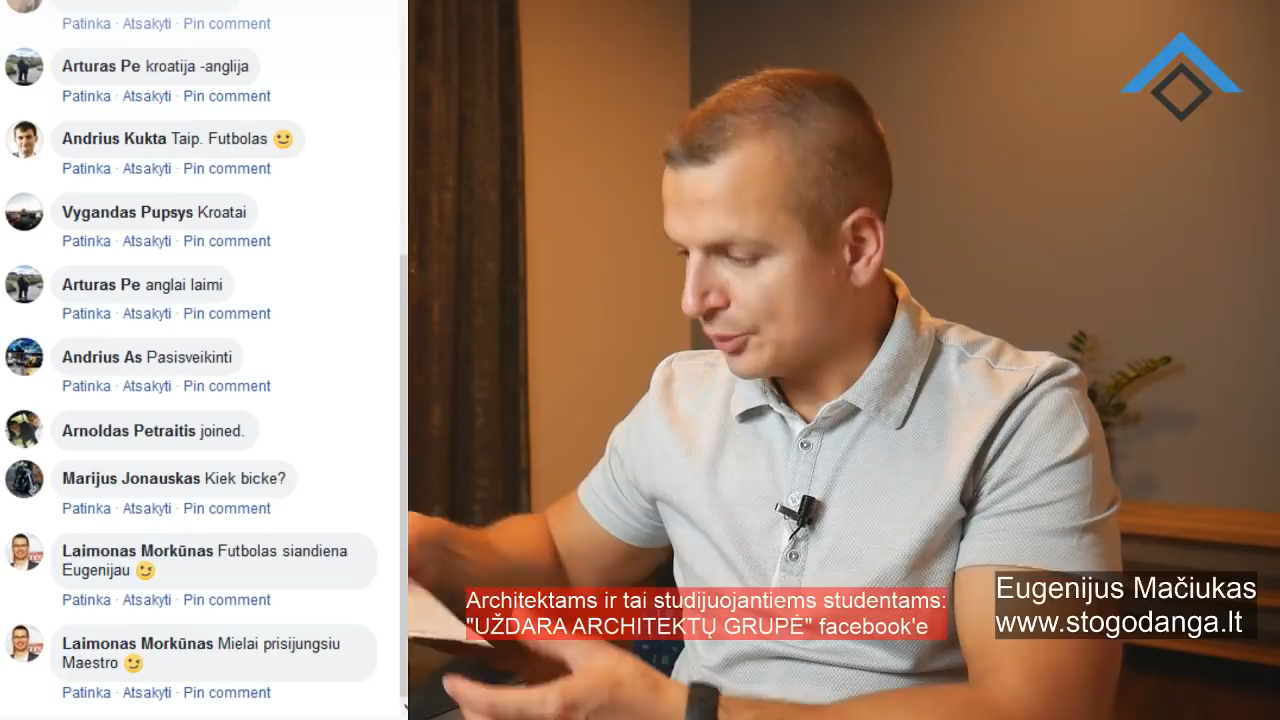 Patinka · Atsakyti · Pin comment
Arturas Pe kroatija -anglija
Patinka · Atsakyti · Pin comment
Andrius Kukta Taip. Futbolas 🙂
Patinka · Atsakyti · Pin comment
Vygandas Pupsys Kroatai
Patinka · Atsakyti · Pin comment
Arturas Pe anglai laimi
Patinka · Atsakyti · Pin comment
Andrius As Pasisveikinti
Patinka · Atsakyti · Pin comment
Arnoldas Petraitis joined.
Marijus Jonauskas Kiek bicke?
Patinka · Atsakyti · Pin comment
Laimonas Morkūnas Futbolas siandiena
Eugenijau 😉
Patinka · Atsakyti · Pin comment
Laimonas Morkūnas Mielai prisijungsiu
Maestro 😉
Patinka · Atsakyti · Pin comment
Architektams ir tai studijuojantiems studentams:
"UŽDARA ARCHITEKTŲ GRUPĖ" facebook'e
Eugenijus Mačiukas
www.stogodanga.lt